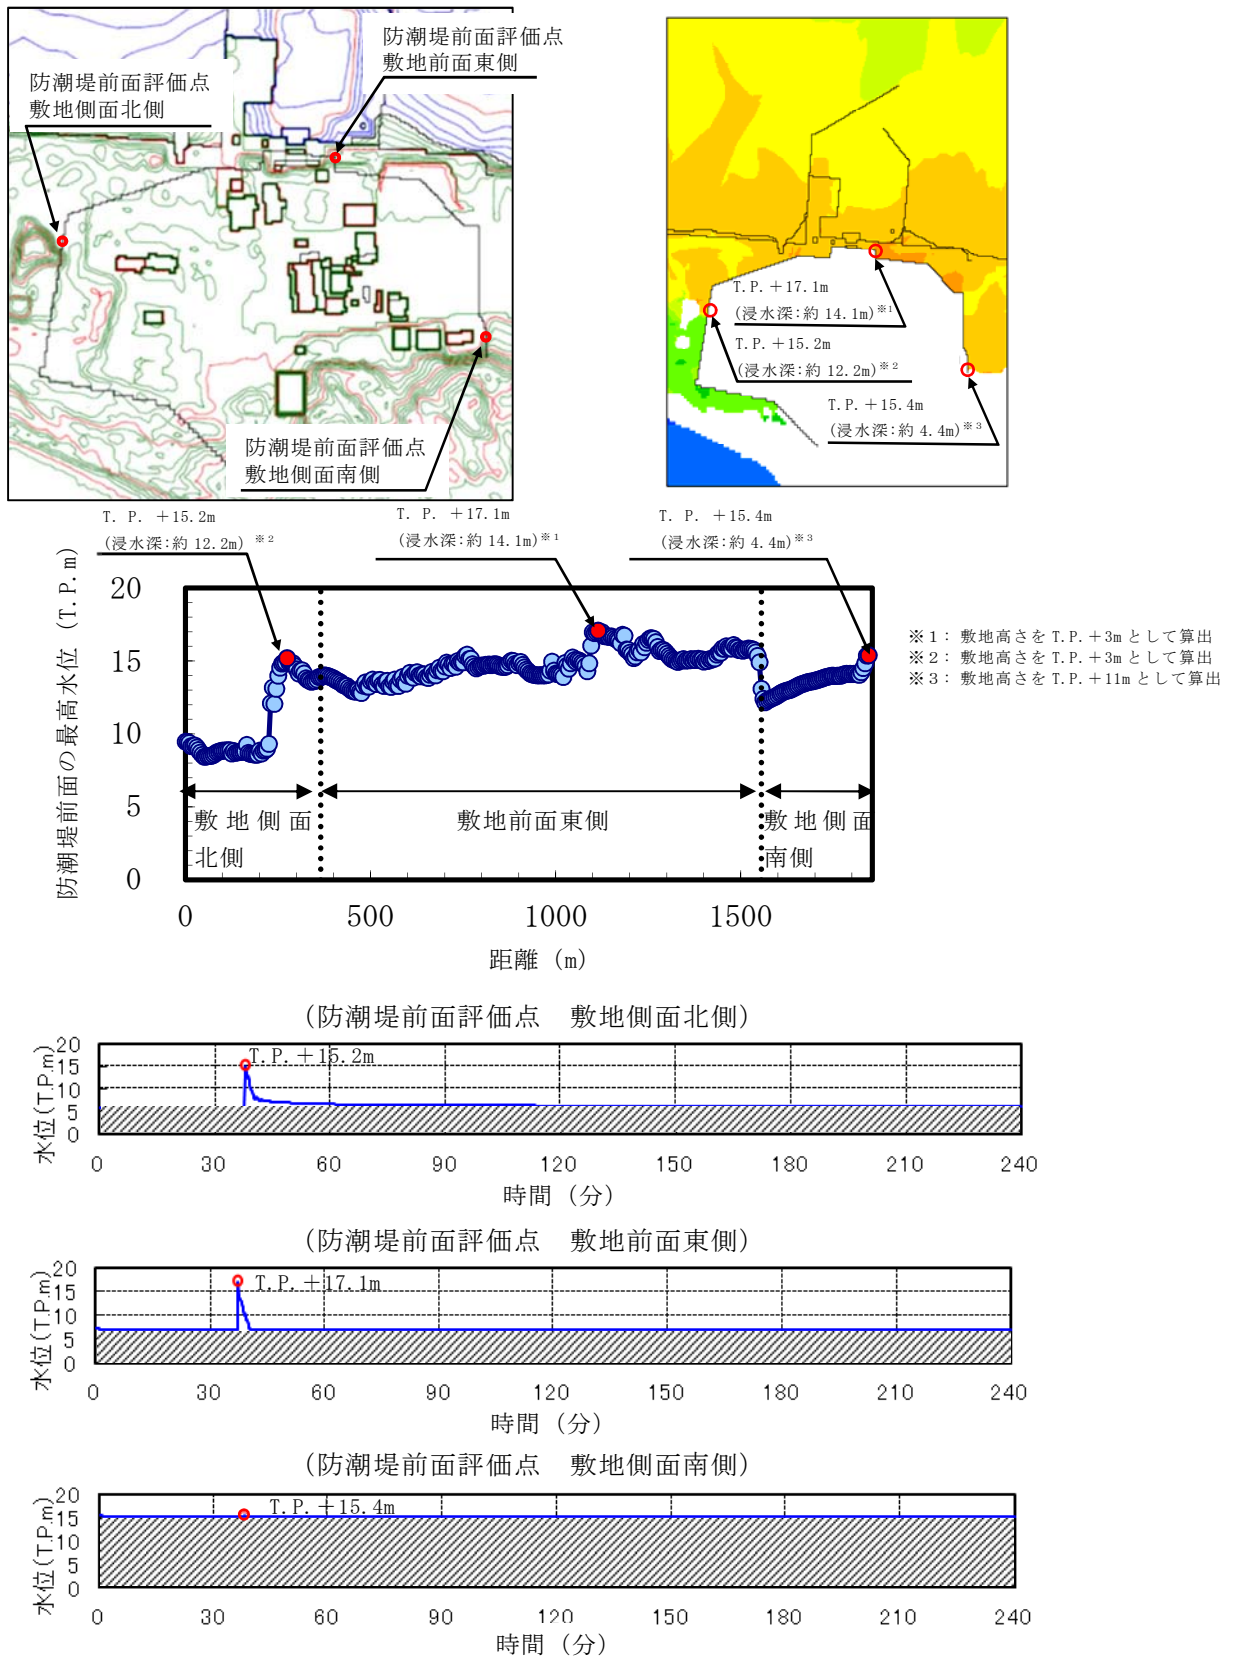 防潮堤前面評価点
敷地前面東側
防潮堤前面評価点
敷地側面北側
防潮堤前面評価点
敷地側面南側
T.P.+17.1m
(浸水深:約 14.1m)※1
T.P.+15.2m
(浸水深:約 12.2m)※2
T.P.+15.4m
(浸水深:約 4.4m)※3
T. P. +15.2m
(浸水深:約 12.2m) ※2
T. P. +17.1m
(浸水深:約 14.1m)※1
T. P. +15.4m
(浸水深:約 4.4m)※3
防潮堤前面の最高水位 (T.P.m)
20
15
10
5
0
敷地側面
北側
敷地前面東側
敷地側面
南側
0 500 1000 1500
距離 (m)
※1: 敷地高さを T.P.+3m として算出
※2: 敷地高さを T.P.+3m として算出
※3: 敷地高さを T.P.+11m として算出
(防潮堤前面評価点 敷地側面北側)
水位(T.P.m)
20
15
10
5
0
T.P.+15.2m
0 30 60 90 120 150 180 210 240
時間 (分)
(防潮堤前面評価点 敷地前面東側)
水位(T.P.m)
20
15
10
5
0
T.P.+17.1m
0 30 60 90 120 150 180 210 240
時間 (分)
(防潮堤前面評価点 敷地側面南側)
水位(T.P.m)
20
15
10
5
0
T.P.+15.4m
0 30 60 90 120 150 180 210 240
時間 (分)